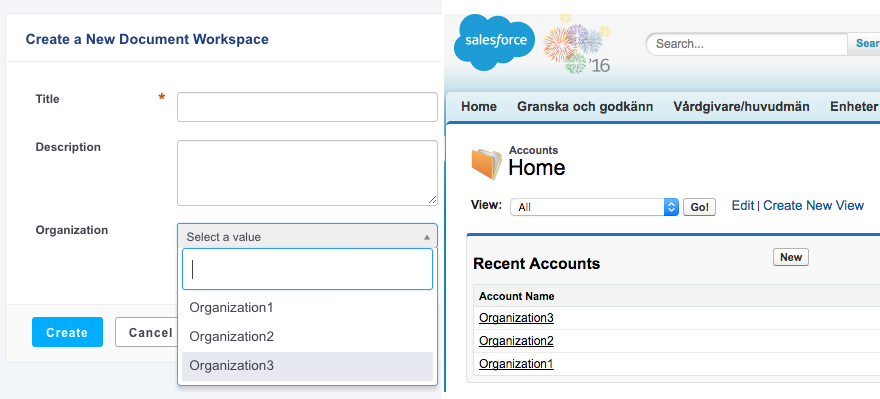 Create a New Document Workspace
Title *
Description
Organization
Select a value
Organization1
Organization2
Organization3
Create
Cancel
salesforce
'16
Search...
Sear
Home Granska och godkänn Vårdgivare/huvudmän Enheter
Accounts
Home
View: All Go! Edit | Create New View
Recent Accounts New
Account Name
Organization3
Organization2
Organization1